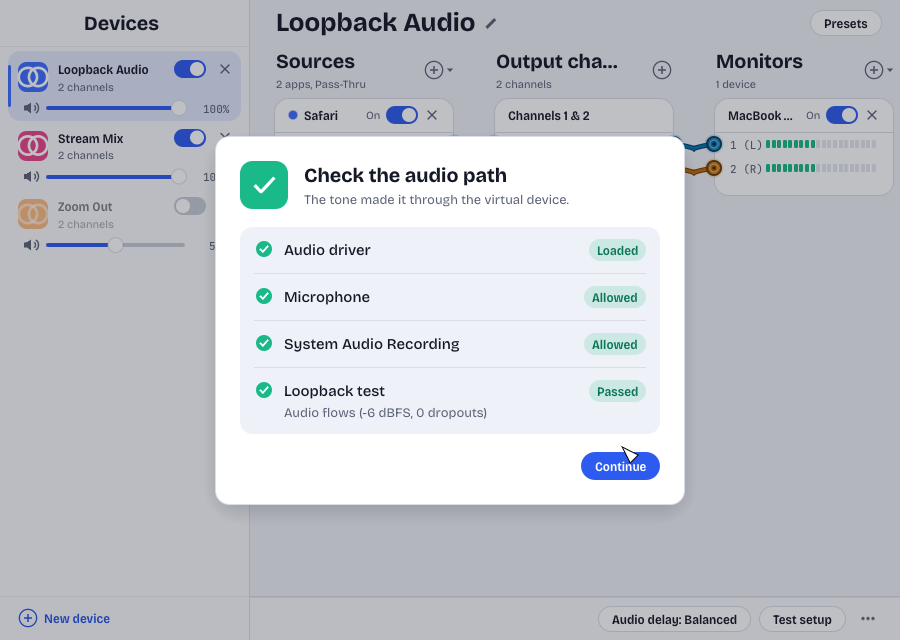 Devices
Loopback Audio
2 channels
100%
Stream Mix
2 channels
10
Zoom Out
2 channels
5
New device
Loopback Audio
Presets
Sources
2 apps, Pass-Thru
Safari
On
Output cha...
2 channels
Channels 1 & 2
Monitors
1 device
MacBook ...
On
1 (L)
2 (R)
Check the audio path
The tone made it through the virtual device.
Audio driver
Loaded
Microphone
Allowed
System Audio Recording
Allowed
Loopback test
Passed
Audio flows (-6 dBFS, 0 dropouts)
Continue
Audio delay: Balanced
Test setup